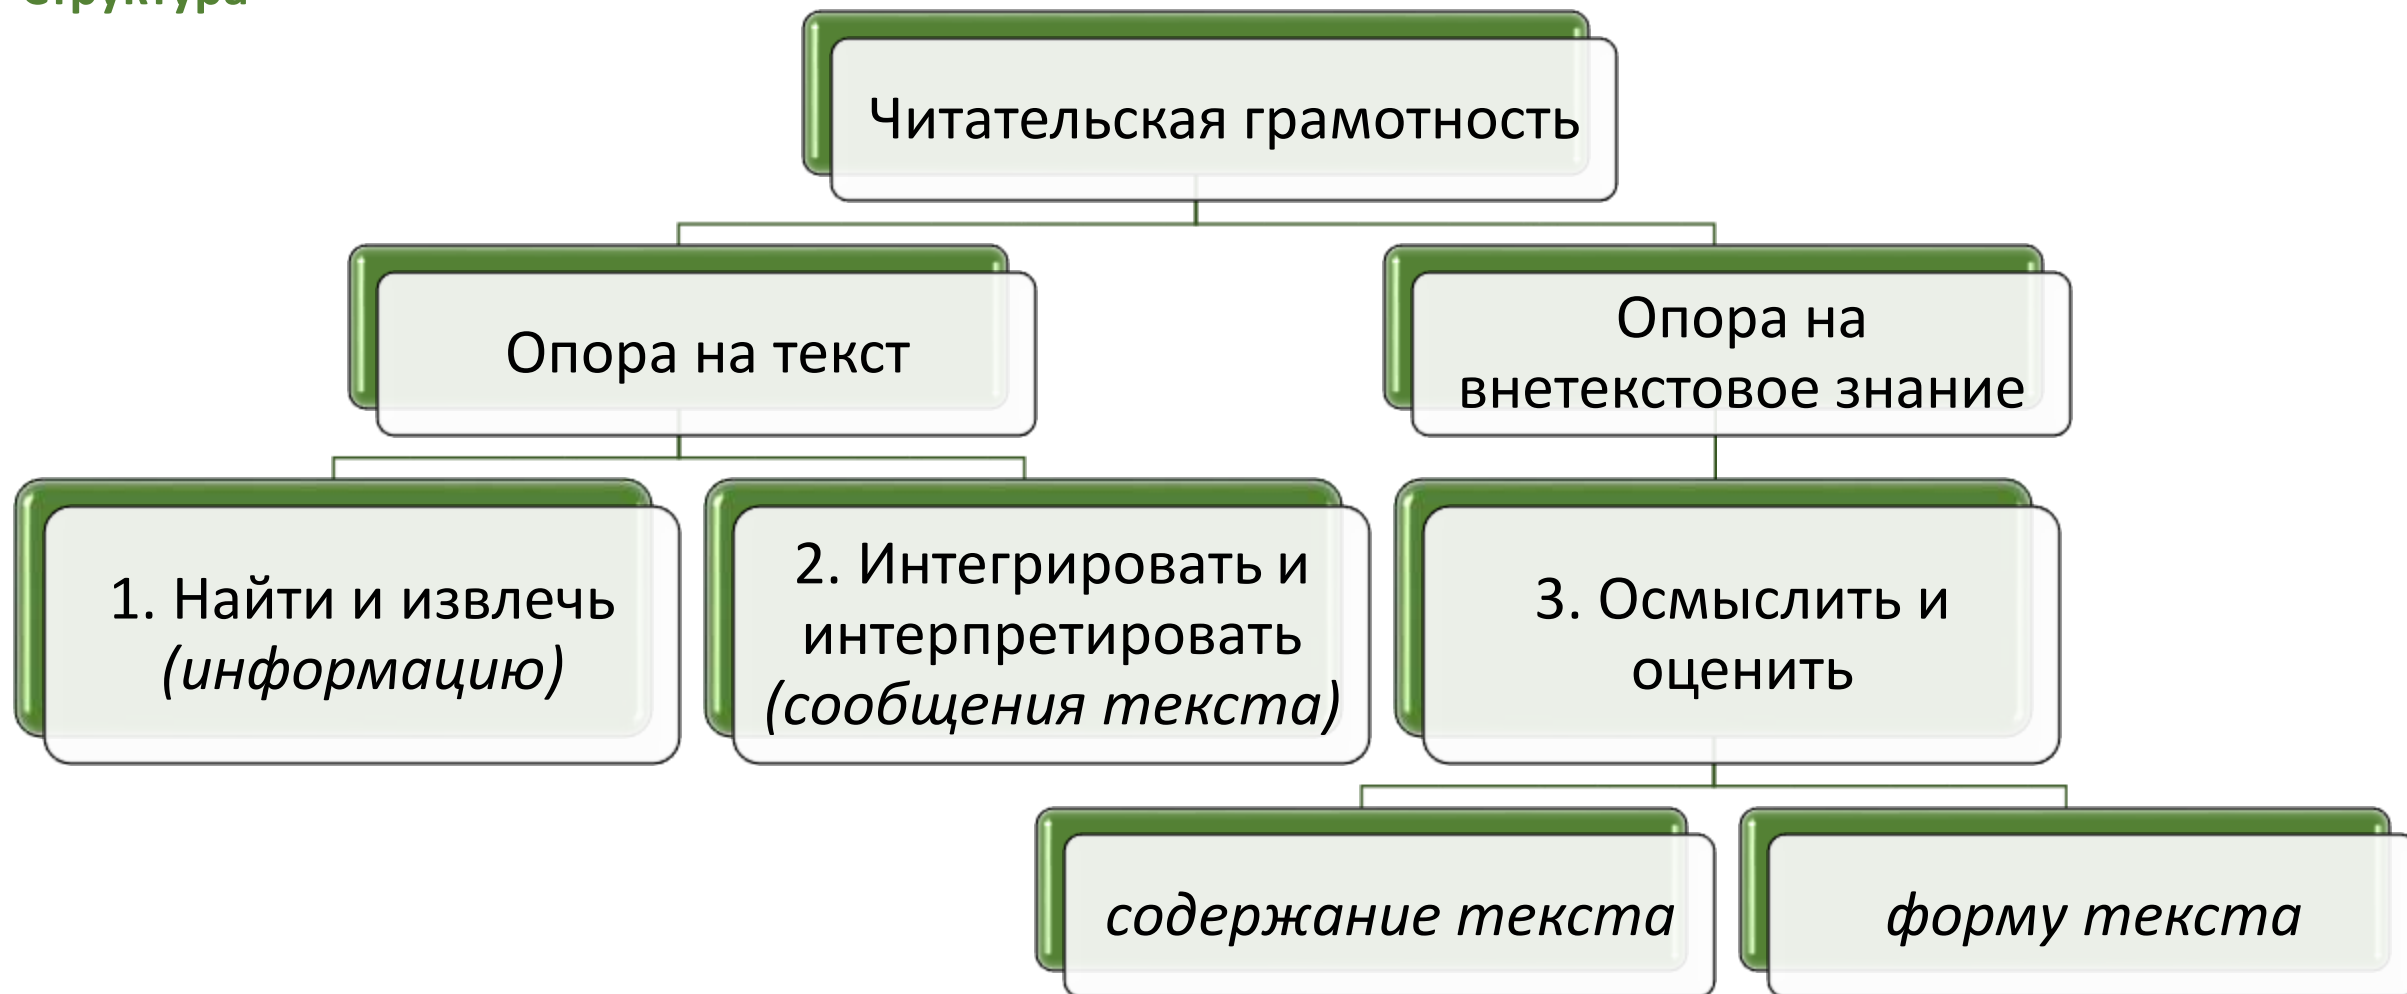 Структура
Читательская грамотность
Опора на текст
Опора на
внетекстовое знание
1. Найти и извлечь
(информацию)
2. Интегрировать и
интерпретировать
(сообщения текста)
3. Осмыслить и
оценить
содержание текста
форму текста